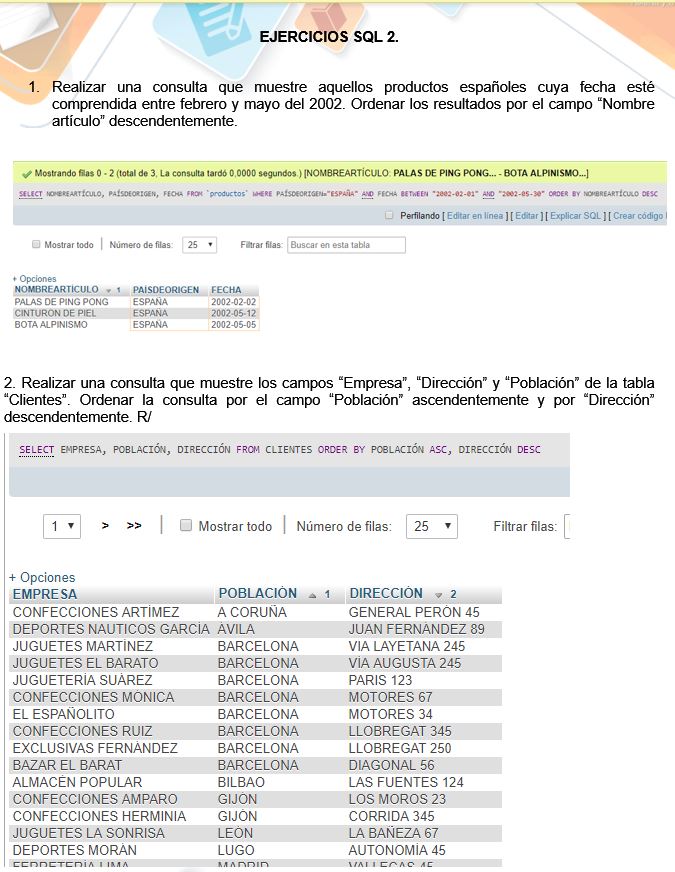 EJERCICIOS SQL 2.
1. Realizar una consulta que muestre aquellos productos españoles cuya fecha esté
comprendida entre febrero y mayo del 2002. Ordenar los resultados por el campo “Nombre
artículo” descendentemente.
Mostrando filas 0 - 2 (total de 3, La consulta tardó 0,0000 segundos.) [NOMBREARTÍCULO: PALAS DE PING PONG... - BOTA ALPINISMO...]
SELECT NOMBREARTÍCULO, PAÍSDEORIGEN, FECHA FROM `productos` WHERE PAÍSDEORIGEN="ESPAÑA" AND FECHA BETWEEN "2002-02-01" AND "2002-05-30" ORDER BY NOMBREARTÍCULO DESC
Perfilando [ Editar en línea ] [ Editar ] [ Explicar SQL ] [ Crear código
Mostrar todo | Número de filas: 25 Filtrar filas: Buscar en esta tabla
+ Opciones
NOMBREARTÍCULO 1 PAISDEORIGEN FECHA
PALAS DE PING PONG ESPAÑA 2002-02-02
CINTURON DE PIEL ESPAÑA 2002-05-12
BOTA ALPINISMO ESPAÑA 2002-05-05
2. Realizar una consulta que muestre los campos “Empresa”, “Dirección” y “Población” de la tabla
“Clientes”. Ordenar la consulta por el campo “Población” ascendentemente y por “Dirección”
descendentemente. R/
SELECT EMPRESA, POBLACIÓN, DIRECCIÓN FROM CLIENTES ORDER BY POBLACIÓN ASC, DIRECCIÓN DESC
1 > >> | Mostrar todo | Número de filas: 25 Filtrar filas:
+ Opciones
EMPRESA POBLACIÓN 1 DIRECCIÓN 2
CONFECCIONES ARTÍMEZ A CORUÑA GENERAL PERÓN 45
DEPORTES NAUTICOS GARCÍA ÁVILA JUAN FERNÁNDEZ 89
JUGUETES MARTÍNEZ BARCELONA VIA LAYETANA 245
JUGUETES EL BARATO BARCELONA VÍA AUGUSTA 245
JUGUETERÍA SUÁREZ BARCELONA PARIS 123
CONFECCIONES MÓNICA BARCELONA MOTORES 67
EL ESPAÑOLITO BARCELONA MOTORES 34
CONFECCIONES RUIZ BARCELONA LLOBREGAT 345
EXCLUSIVAS FERNÁNDEZ BARCELONA LLOBREGAT 250
BAZAR EL BARAT BARCELONA DIAGONAL 56
ALMACÉN POPULAR BILBAO LAS FUENTES 124
CONFECCIONES AMPARO GIJÓN LOS MOROS 23
CONFECCIONES HERMINIA GIJÓN CORRIDA 345
JUGUETES LA SONRISA LEÓN LA BAÑEZA 67
DEPORTES MORÁN LUGO AUTONOMÍA 45
FERRETERÍA LIMA MADRID VALLECAS 45